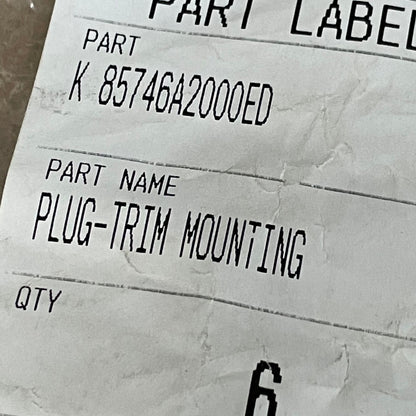 PART LABEL
PART
K 85746A2000ED
PART NAME
PLUG-TRIM MOUNTING
QTY
6